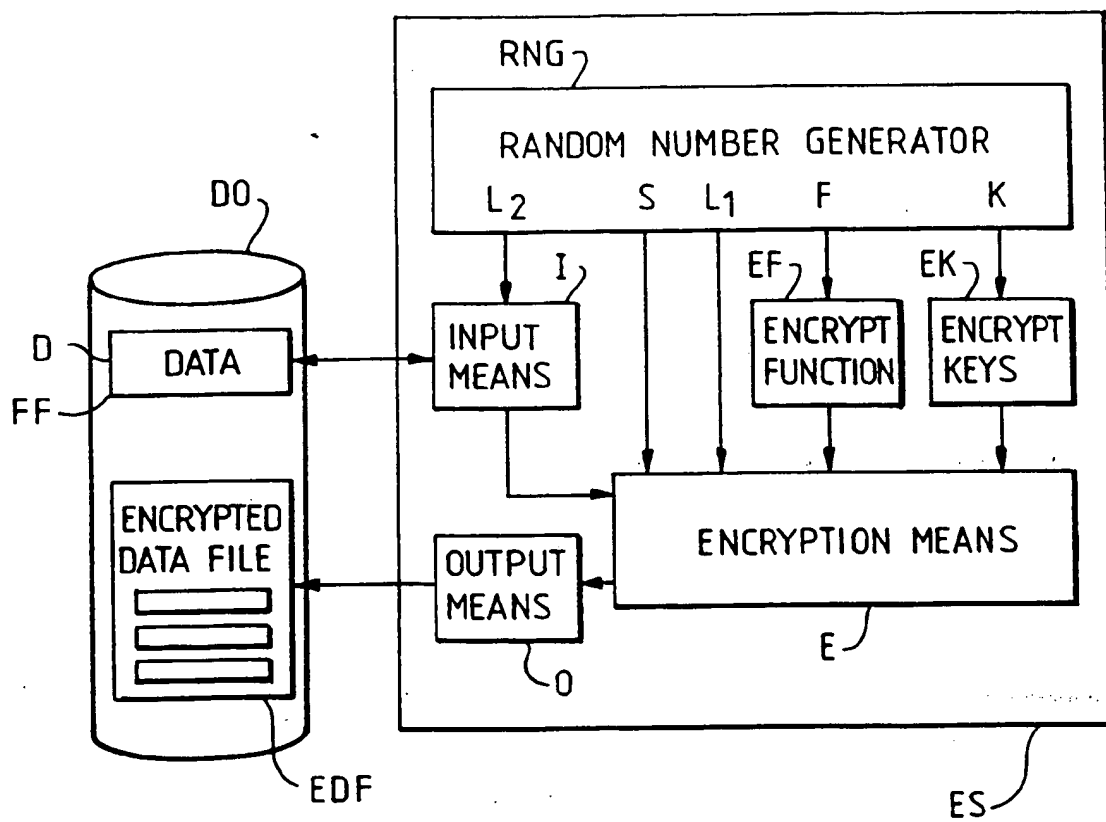 RNG
RANDOM NUMBER GENERATOR
L2 S L1 F K
DO
I
EF
EK
D
DATA
FF
INPUT
MEANS
ENCRYPT
FUNCTION
ENCRYPT
KEYS
ENCRYPTED
DATA FILE
OUTPUT
MEANS
ENCRYPTION MEANS
E
O
EDF
ES